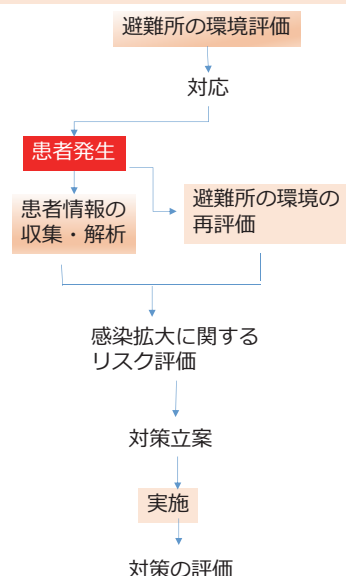 避難所の環境評価
対応
患者発生
患者情報の
収集・解析
避難所の環境の
再評価
感染拡大に関する
リスク評価
対策立案
実施
対策の評価